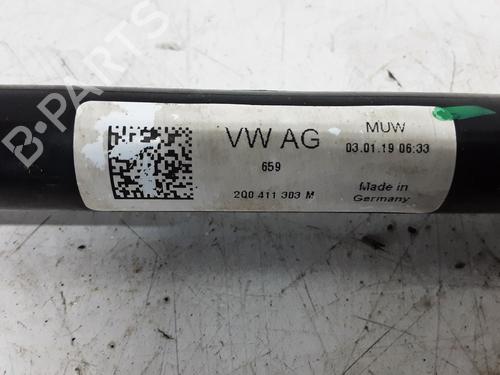 B-PARTS
VW AG
659
2Q0 411 303 M
MUW
03.01.19 06:33
Made in
Germany